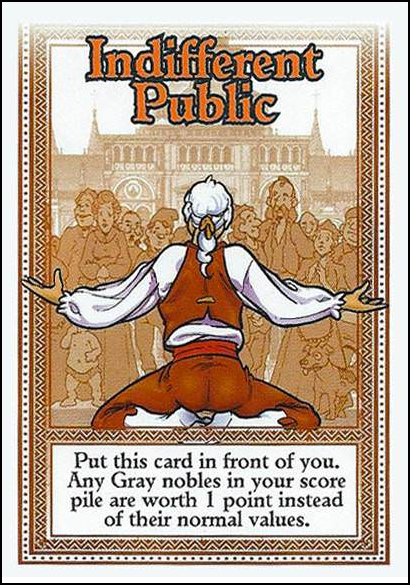 Indifferent
Public
Put this card in front of you.
Any Gray nobles in your score
pile are worth 1 point instead
of their normal values.